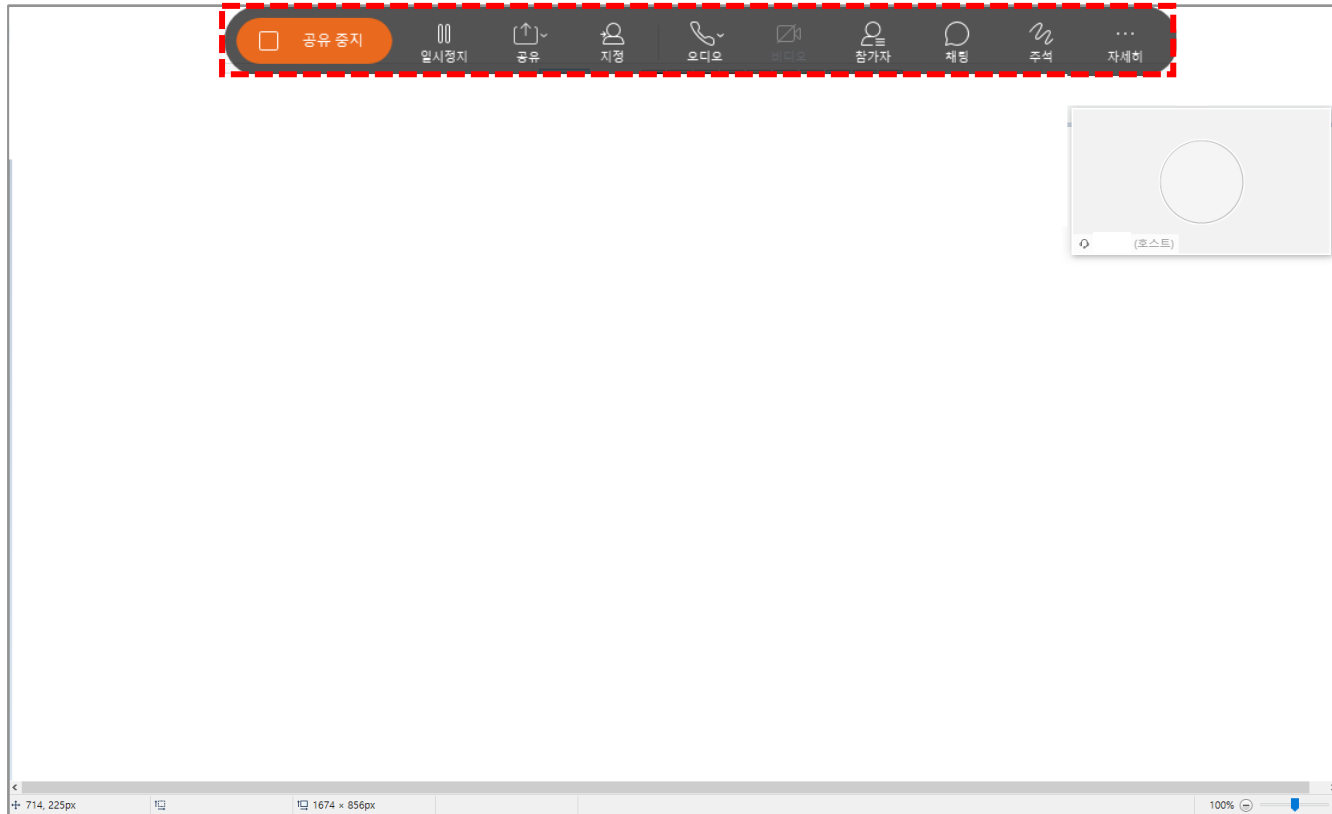 공유 중지 일시정지 공유 지정 오디오 비디오 참가자 채팅 주석 자세히
(호스트)
714, 225px 1674 × 856px 100%